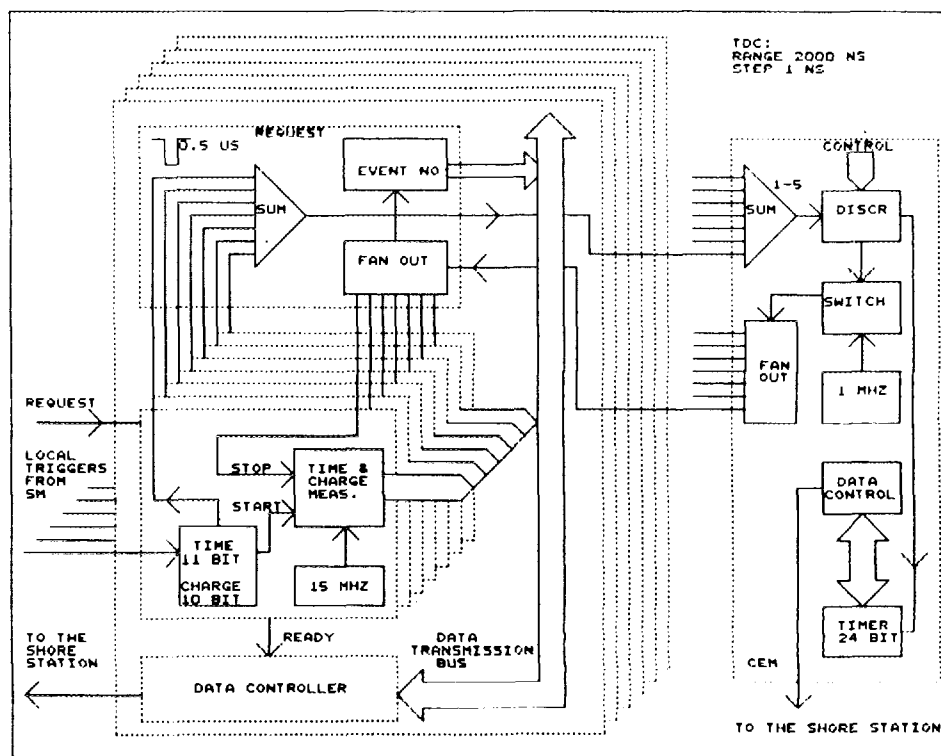 TDC:
RANGE 2000 NS
STEP 1 NS
REQUEST
0.5 US
EVENT NO
SUM
FAN OUT
CONTROL
1-5
SUM
DISCR
SWITCH
FAN
OUT
1 MHZ
REQUEST
LOCAL
TRIGGERS
FROM
SM
STOP
START
TIME &
CHARGE
MEAS.
TIME
11 BIT
CHARGE
10 BIT
15 MHZ
DATA
CONTROL
TIMER
24 BIT
CEM
TO THE
SHORE
STATION
READY
DATA
TRANSMISSION
BUS
DATA CONTROLLER
TO THE SHORE STATION